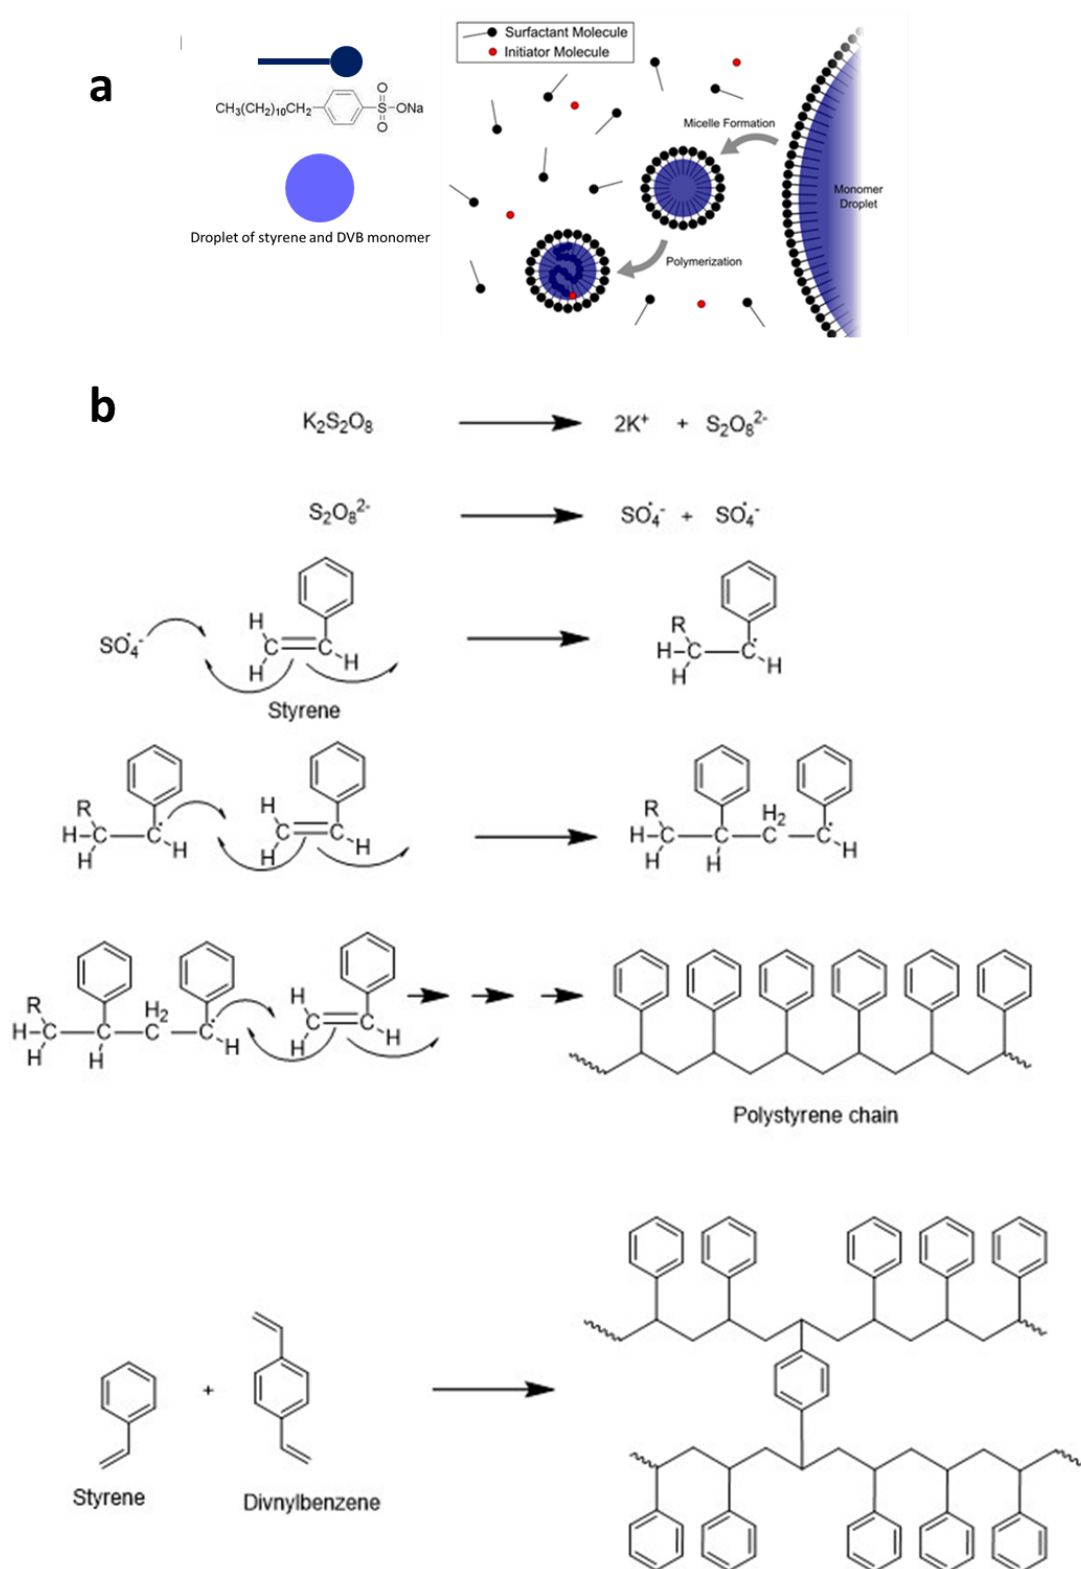 a
CH₃(CH₂)₁₀CH₂
O
S
ONa
O
Droplet of styrene and DVB monomer
Surfactant Molecule
Initiator Molecule
Micelle Formation
Monomer
Droplet
Polymerization
b
K₂S₂O₈ 2K⁺ + S₂O₈²⁻
S₂O₈²⁻ SO₄•⁻ + SO₄•⁻
SO₄•⁻
H
C C
H H
Styrene
R
H C C•
H H
R
H C C•
H H
H
C C
H H
R H₂
H C C C C•
H H H
R H₂
H C C C C•
H H H
H
C C
H H
Polystyrene chain
+
Styrene
Divnylbenzene